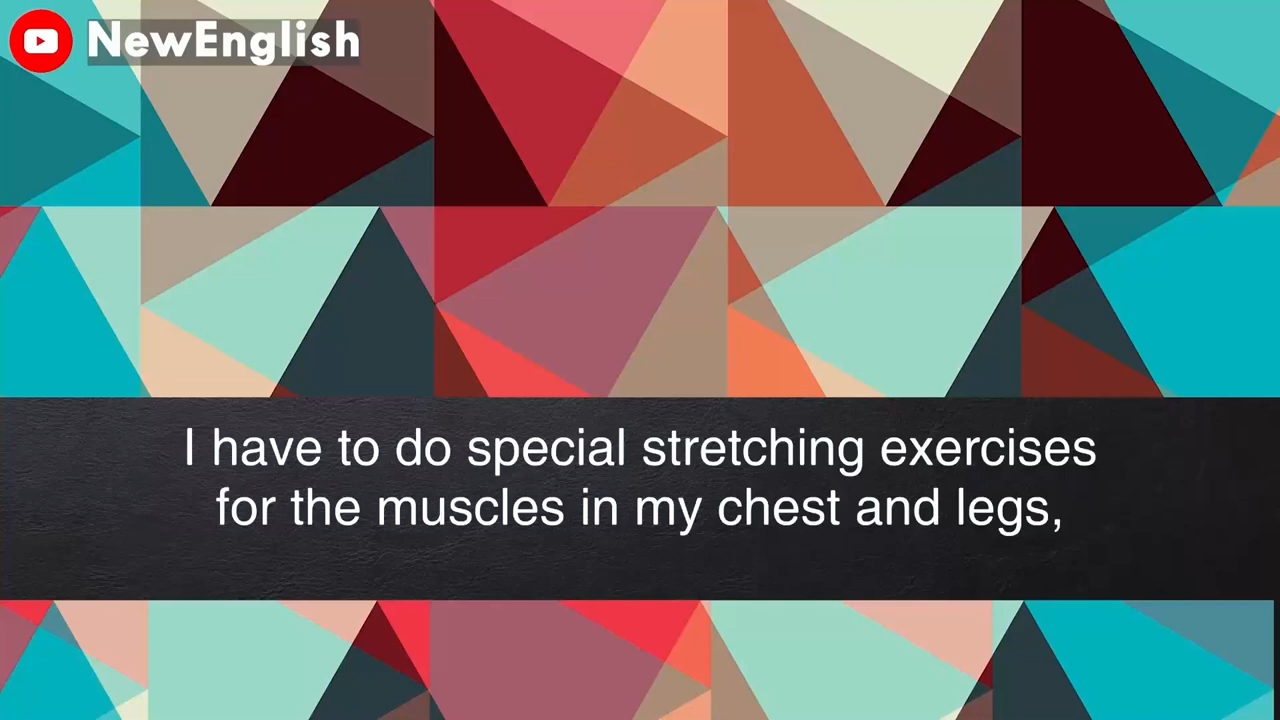 NewEnglish
I have to do special stretching exercises
for the muscles in my chest and legs,